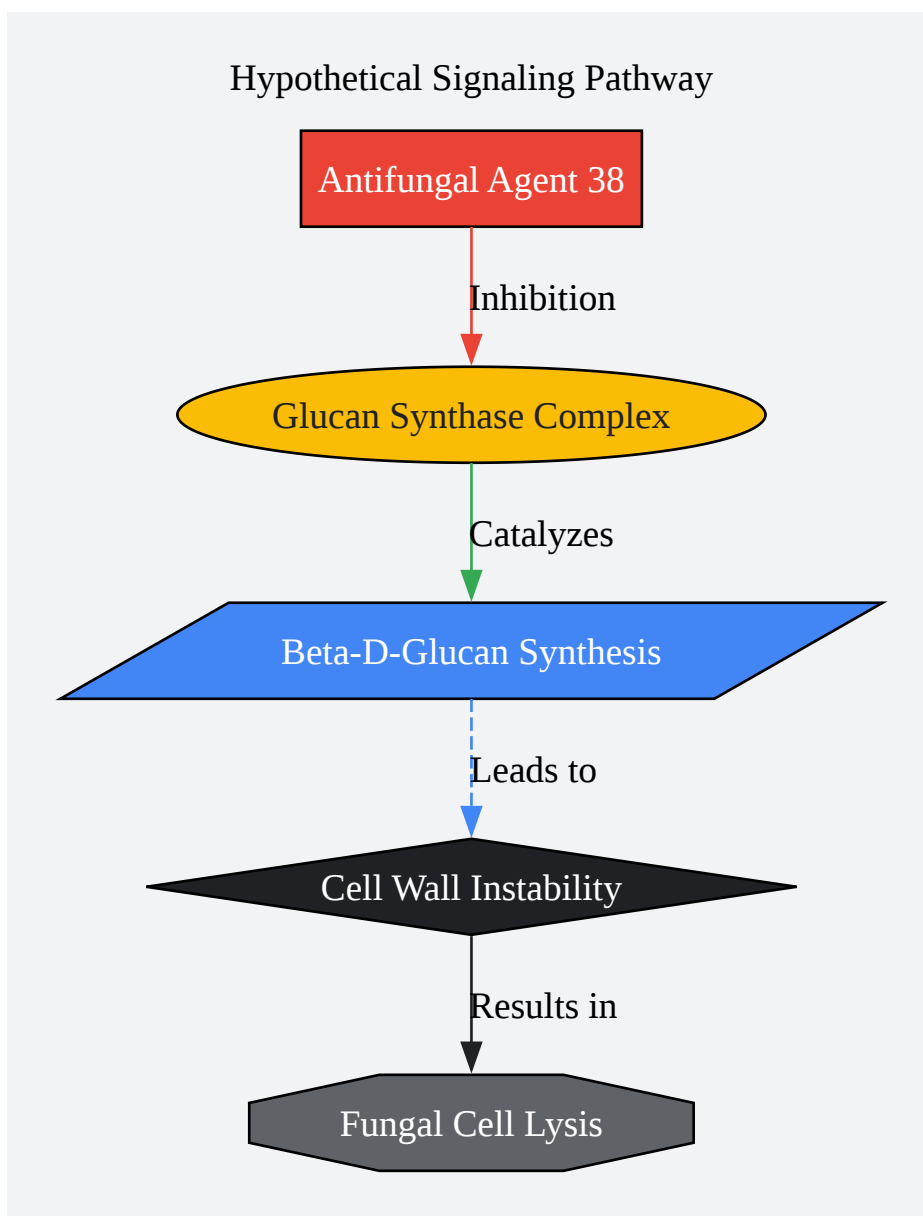 Hypothetical Signaling Pathway
Antifungal Agent 38
Inhibition
Glucan Synthase Complex
Catalyzes
Beta-D-Glucan Synthesis
Leads to
Cell Wall Instability
Results in
Fungal Cell Lysis